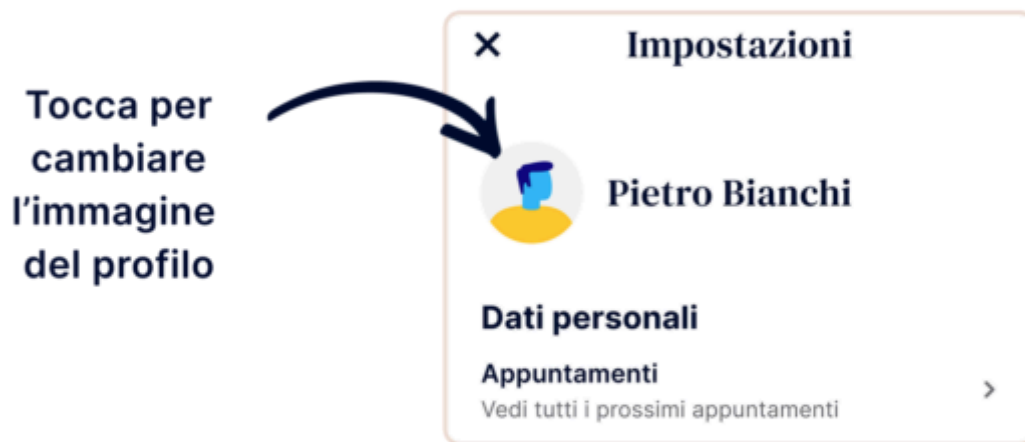 Tocca per
cambiare
l'immagine
del profilo
Impostazioni
Pietro Bianchi
Dati personali
Appuntamenti
Vedi tutti i prossimi appuntamenti